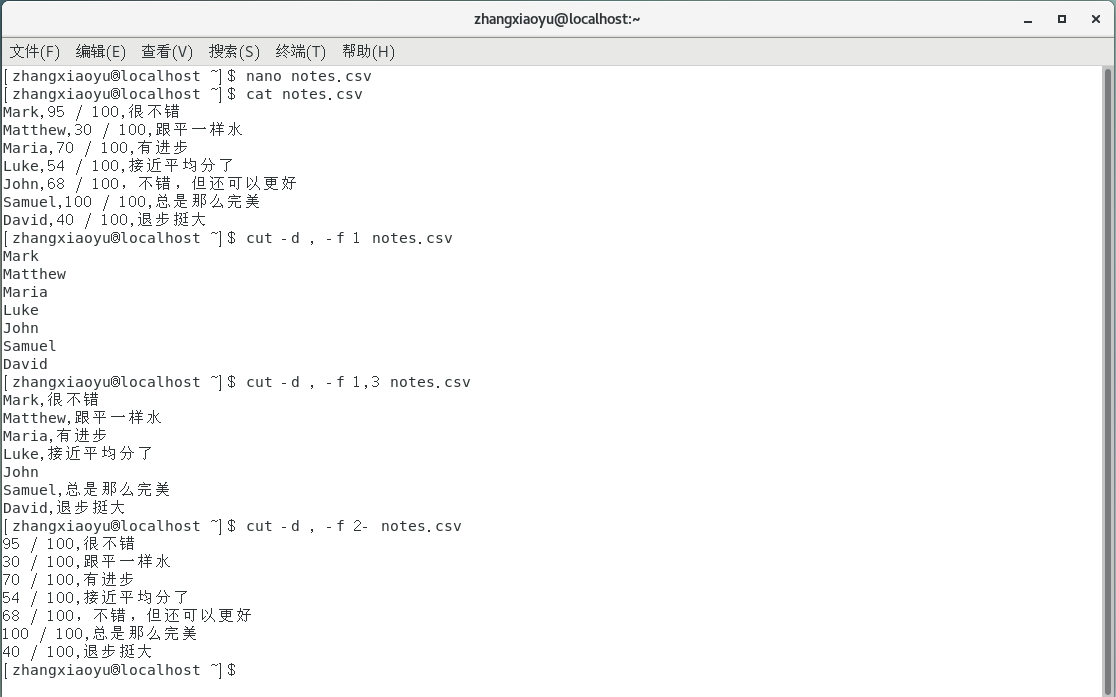 zhangxiaoyu@localhost:~
文件(F) 编辑(E) 查看(V) 搜索(S) 终端(T) 帮助(H)
[zhangxiaoyu@localhost ~]$ nano notes.csv
[zhangxiaoyu@localhost ~]$ cat notes.csv
Mark,95 / 100,很不错
Matthew,30 / 100,跟平一样水
Maria,70 / 100,有进步
Luke,54 / 100,接近平均分了
John,68 / 100，不错，但还可以更好
Samuel,100 / 100,总是那么完美
David,40 / 100,退步挺大
[zhangxiaoyu@localhost ~]$ cut -d , -f 1 notes.csv
Mark
Matthew
Maria
Luke
John
Samuel
David
[zhangxiaoyu@localhost ~]$ cut -d , -f 1,3 notes.csv
Mark,很不错
Matthew,跟平一样水
Maria,有进步
Luke,接近平均分了
John
Samuel,总是那么完美
David,退步挺大
[zhangxiaoyu@localhost ~]$ cut -d , -f 2- notes.csv
95 / 100,很不错
30 / 100,跟平一样水
70 / 100,有进步
54 / 100,接近平均分了
68 / 100，不错，但还可以更好
100 / 100,总是那么完美
40 / 100,退步挺大
[zhangxiaoyu@localhost ~]$